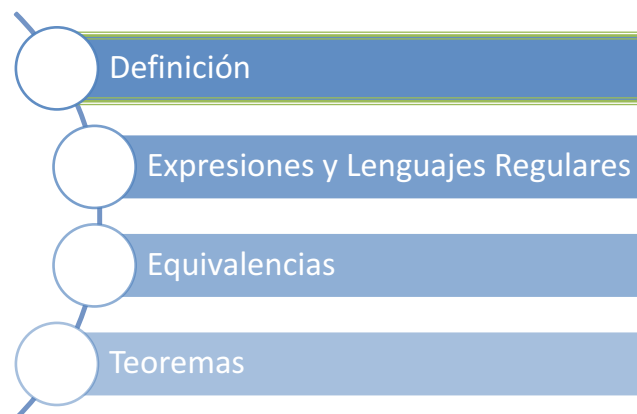 Definición
Expresiones y Lenguajes Regulares
Equivalencias
Teoremas